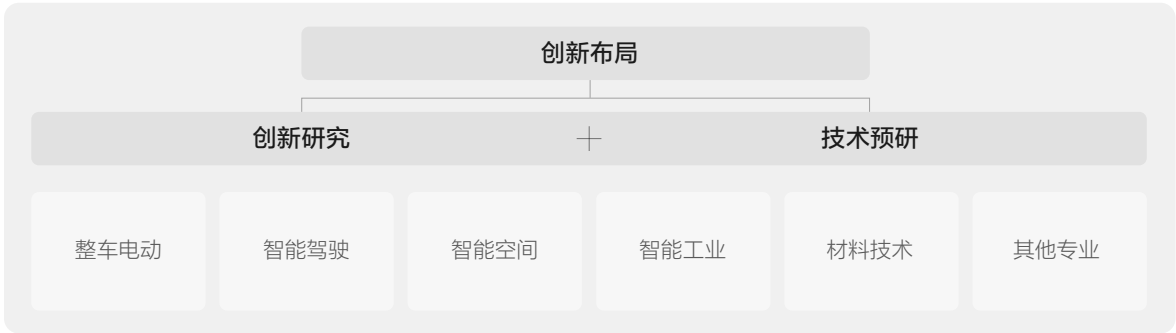 创新布局
创新研究 + 技术预研
整车电动 智能驾驶 智能空间 智能工业 材料技术 其他专业